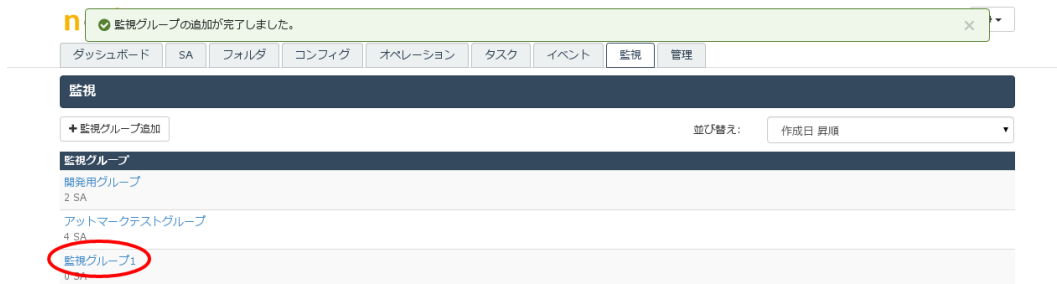 監視グループの追加が完了しました。 ×
ダッシュボード SA フォルダ コンフィグ オペレーション タスク イベント 監視 管理
監視
+監視グループ追加 並び替え: 作成日 昇順
監視グループ
開発用グループ
2 SA
アットマークテストグループ
4 SA
監視グループ1
0 SA